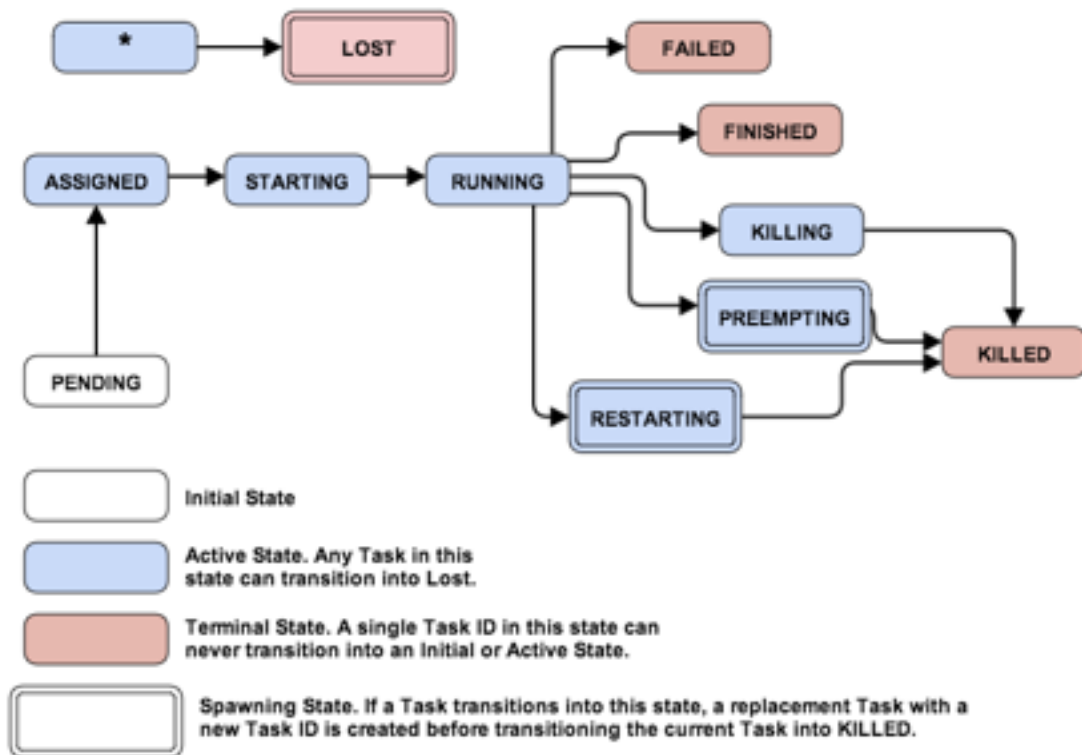 *
LOST
FAILED
FINISHED
ASSIGNED
STARTING
RUNNING
KILLING
PREEMPTING
KILLED
PENDING
RESTARTING
Initial State
Active State. Any Task in this
state can transition into Lost.
Terminal State. A single Task ID in this state can
never transition into an Initial or Active State.
Spawning State. If a Task transitions into this state, a replacement Task with a
new Task ID is created before transitioning the current Task into KILLED.